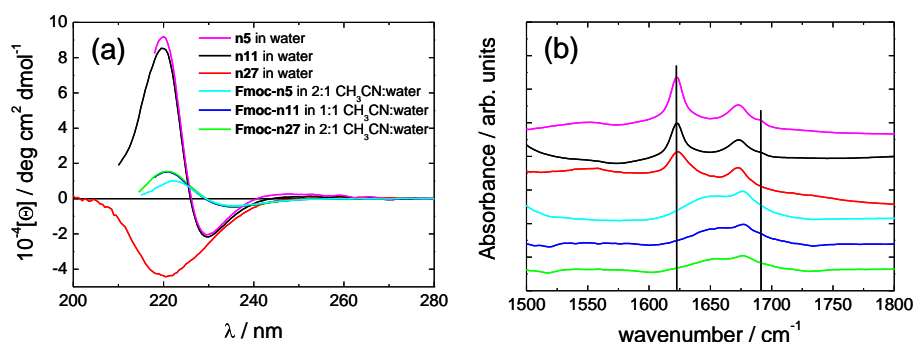 (a)
n5 in water
n11 in water
n27 in water
Fmoc-n5 in 2:1 CH₃CN:water
Fmoc-n11 in 1:1 CH₃CN:water
Fmoc-n27 in 2:1 CH₃CN:water
10⁻⁴[Θ] / deg cm² dmol⁻¹
10
8
6
4
2
0
-2
-4
200 220 240 260 280
λ / nm
(b)
Absorbance / arb. units
1500 1550 1600 1650 1700 1750 1800
wavenumber / cm⁻¹